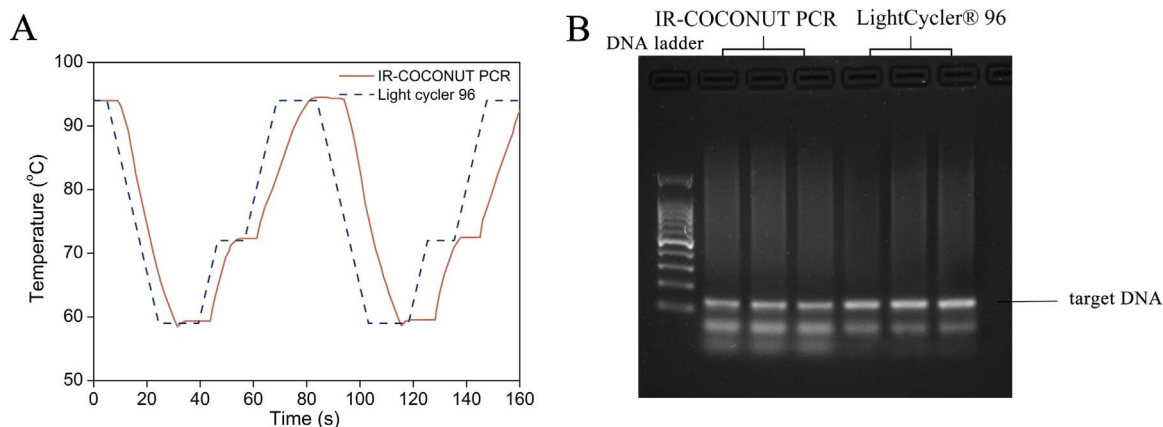 A
100
90
80
70
60
50
Temperature (°C)
0 20 40 60 80 100 120 140 160
Time (s)
IR-COCONUT PCR
Light cycler 96
B
IR-COCONUT PCR LightCycler® 96
DNA ladder
target DNA